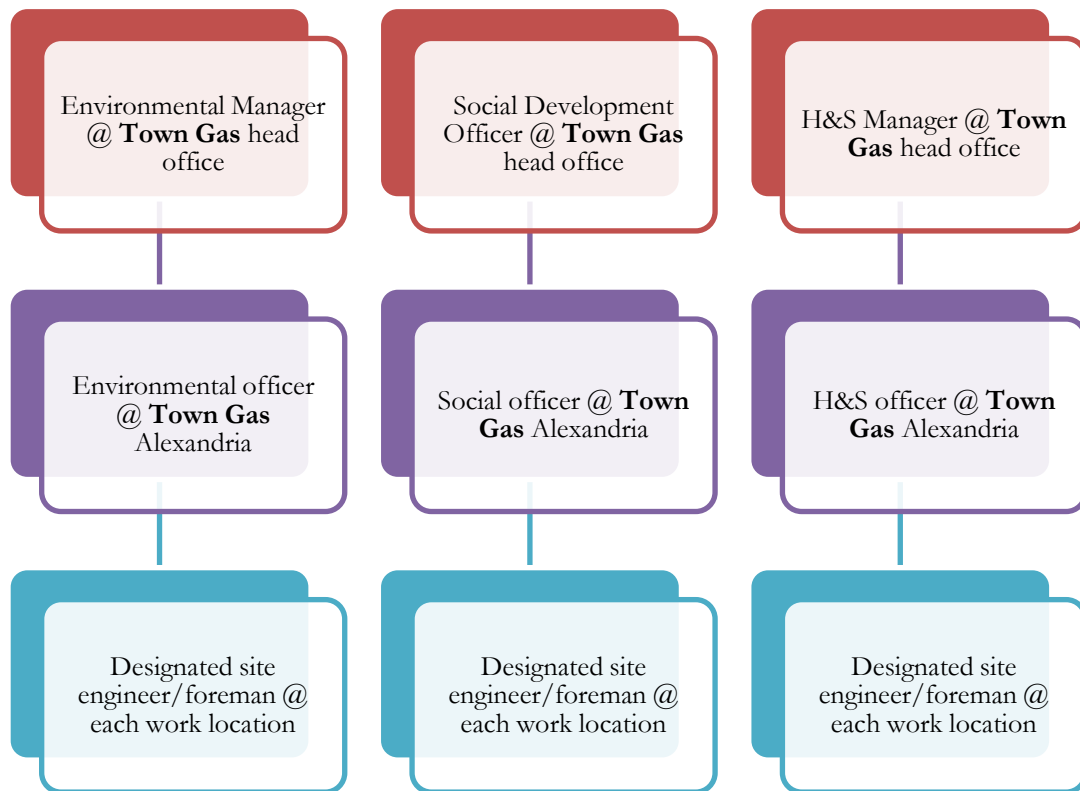 Environmental Manager
@ Town Gas head
office
Social Development
Officer @ Town Gas
head office
H&S Manager @ Town
Gas head office
Environmental officer
@ Town Gas
Alexandria
Social officer @ Town
Gas Alexandria
H&S officer @ Town
Gas Alexandria
Designated site
engineer/foreman @
each work location
Designated site
engineer/foreman @
each work location
Designated site
engineer/foreman @
each work location